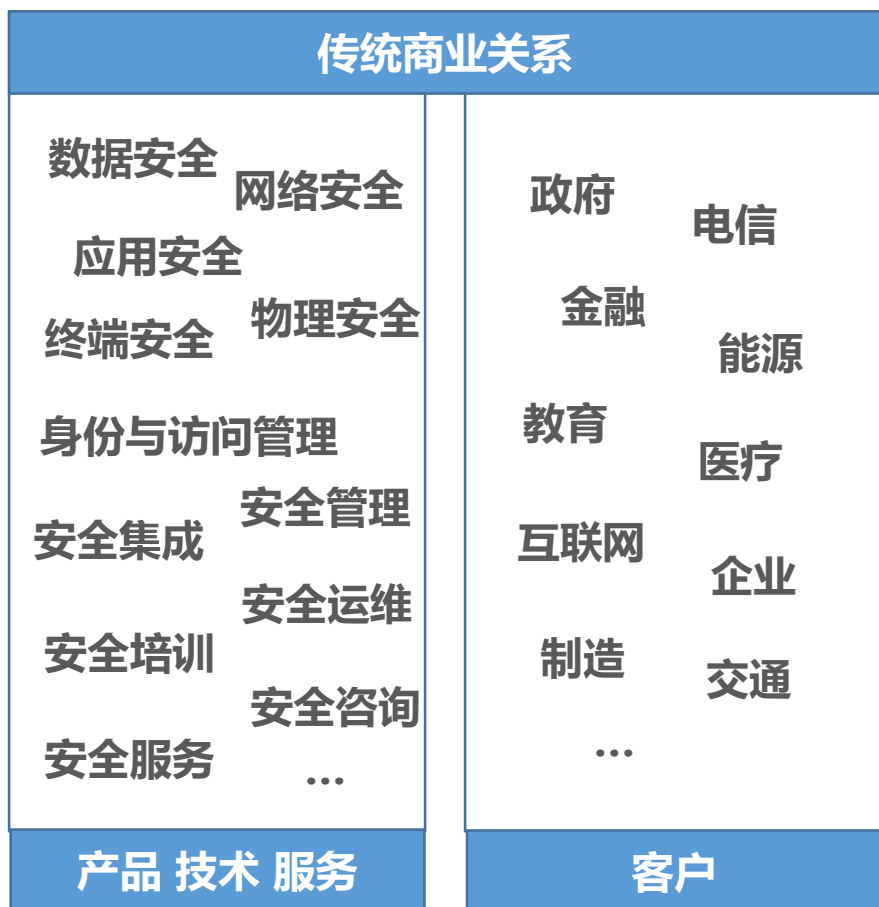 传统商业关系
数据安全
网络安全
应用安全
物理安全
终端安全
身份与访问管理
安全管理
安全集成
安全运维
安全培训
安全咨询
安全服务
...
产品 技术 服务
政府
电信
金融
能源
教育
医疗
互联网
企业
制造
交通
...
客户